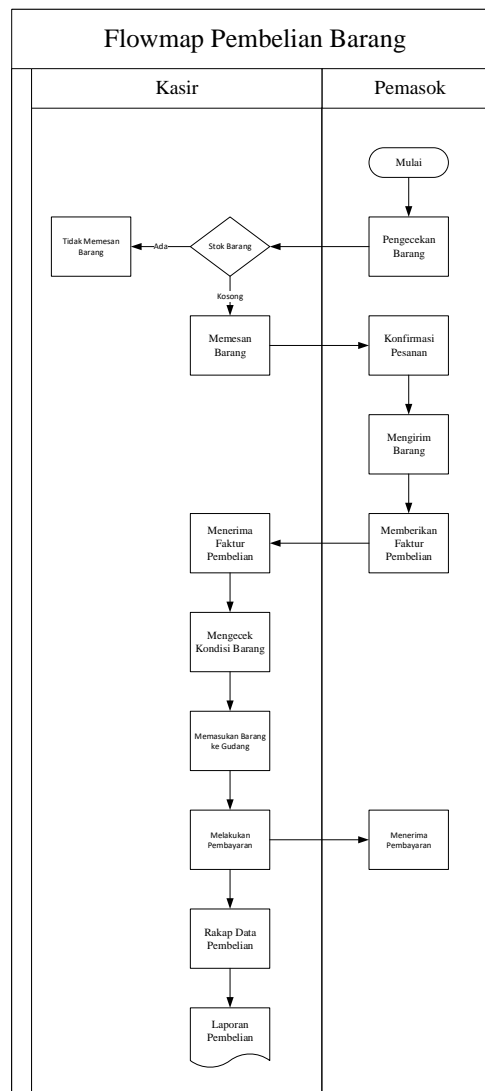 Flowmap Pembelian Barang
Kasir
Pemasok
Mulai
Tidak Memesan
Barang
Ada
Stok Barang
Pengecekan
Barang
Kosong
Memesan
Barang
Konfirmasi
Pesanan
Mengirim
Barang
Menerima
Faktur
Pembelian
Memberikan
Faktur
Pembelian
Mengecek
Kondisi Barang
Memasukan Barang
ke Gudang
Melakukan
Pembayaran
Menerima
Pembayaran
Rakap Data
Pembelian
Laporan
Pembelian